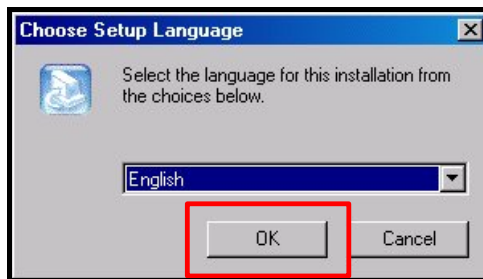 Choose Setup Language
Select the language for this installation from
the choices below.
English
OK
Cancel